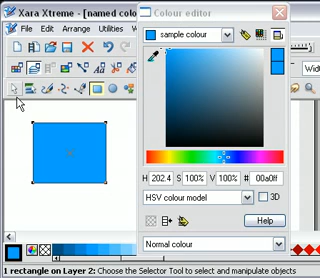 Xara Xtreme - [named colo
Colour editor
File Edit Arrange Utilities
sample colour
Widt
H 202.4 S 100% V 100% # 00a0ff
HSV colour model
3D
Help
Normal colour
1 rectangle on Layer 2: Choose the Selector Tool to select and manipulate objects